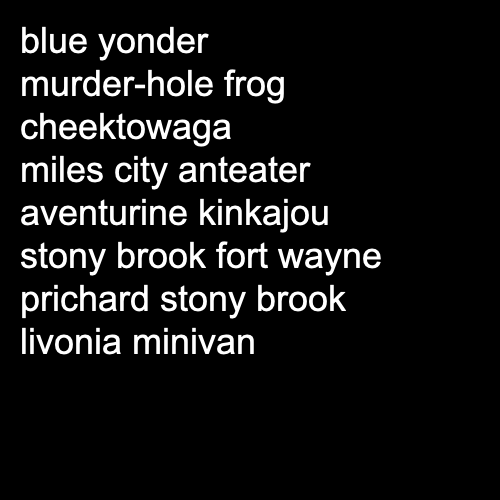 blue yonder
murder-hole frog
cheektowaga
miles city anteater
aventurine kinkajou
stony brook fort wayne
prichard stony brook
livonia minivan